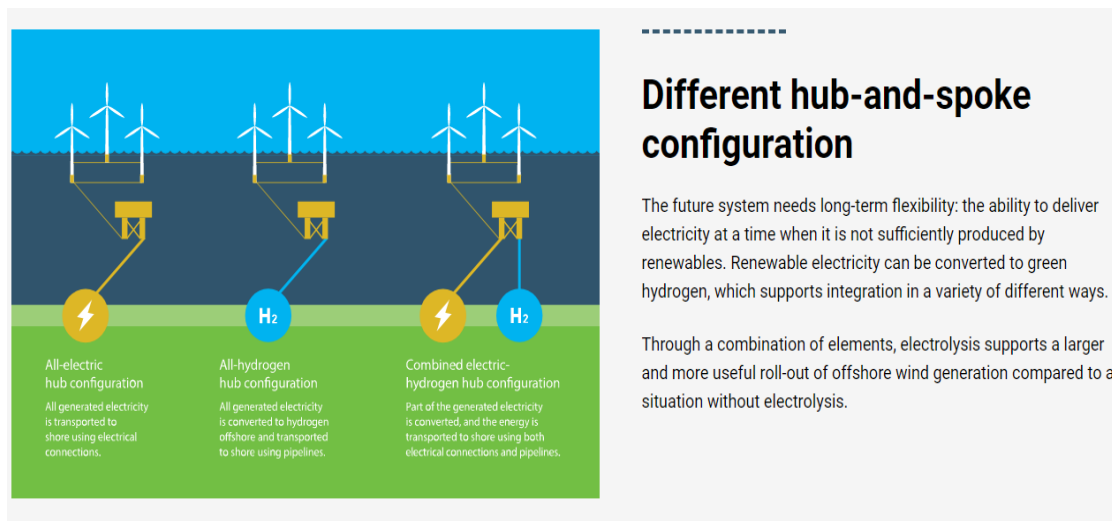 Different hub-and-spoke
configuration
The future system needs long-term flexibility: the ability to deliver
electricity at a time when it is not sufficiently produced by
renewables. Renewable electricity can be converted to green
hydrogen, which supports integration in a variety of different ways.
Through a combination of elements, electrolysis supports a larger
and more useful roll-out of offshore wind generation compared to a
situation without electrolysis.
H2
H2
All-electric
hub configuration
All generated electricity
is transported to
shore using electrical
connections.
All-hydrogen
hub configuration
All generated electricity
is converted to hydrogen
offshore and transported
to shore using pipelines.
Combined electric-
hydrogen hub configuration
Part of the generated electricity
is converted, and the energy is
transported to shore using both
electrical connections and pipelines.